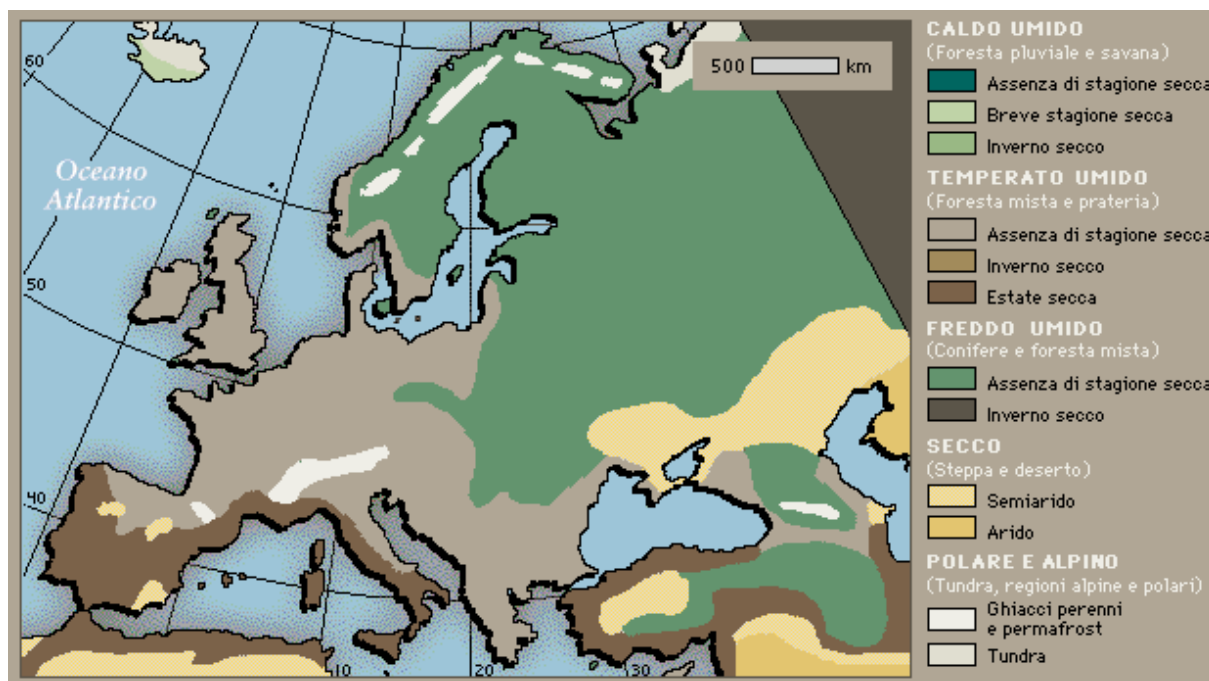 60
500 km
Oceano
Atlantico
50
40
10
20
30
CALDO UMIDO
(Foresta pluviale e savana)
Assenza di stagione secca
Breve stagione secca
Inverno secco
TEMPERATO UMIDO
(Foresta mista e prateria)
Assenza di stagione secca
Inverno secco
Estate secca
FREDDO UMIDO
(Conifere e foresta mista)
Assenza di stagione secca
Inverno secco
SECCO
(Steppa e deserto)
Semiarido
Arido
POLARE E ALPINO
(Tundra, regioni alpine e polari)
Ghiacci perenni
e permafrost
Tundra